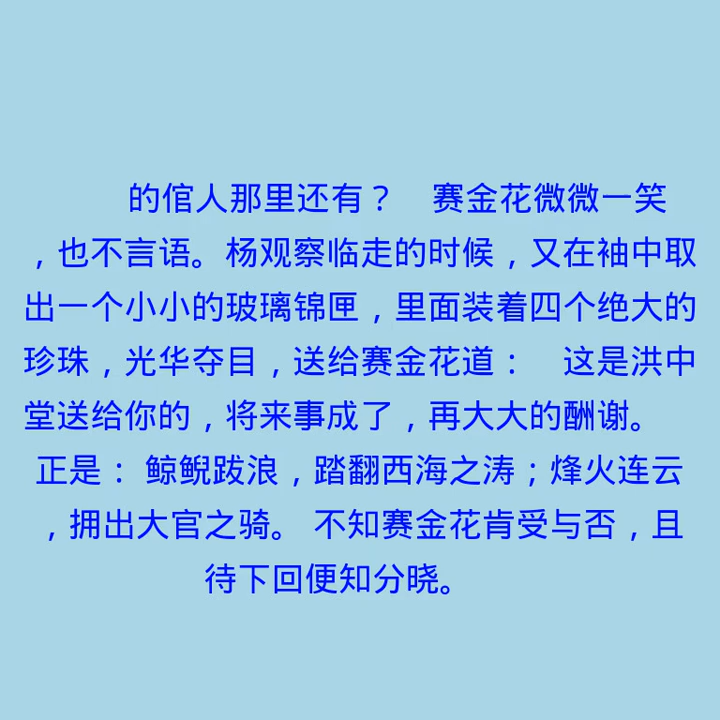 的倌人那里还有？　赛金花微微一笑
，也不言语。杨观察临走的时候，又在袖中取
出一个小小的玻璃锦匣，里面装着四个绝大的
珍珠，光华夺目，送给赛金花道：　这是洪中
堂送给你的，将来事成了，再大大的酬谢。
正是： 鲸鲵跋浪，踏翻西海之涛；烽火连云
，拥出大官之骑。 不知赛金花肯受与否，且
待下回便知分晓。